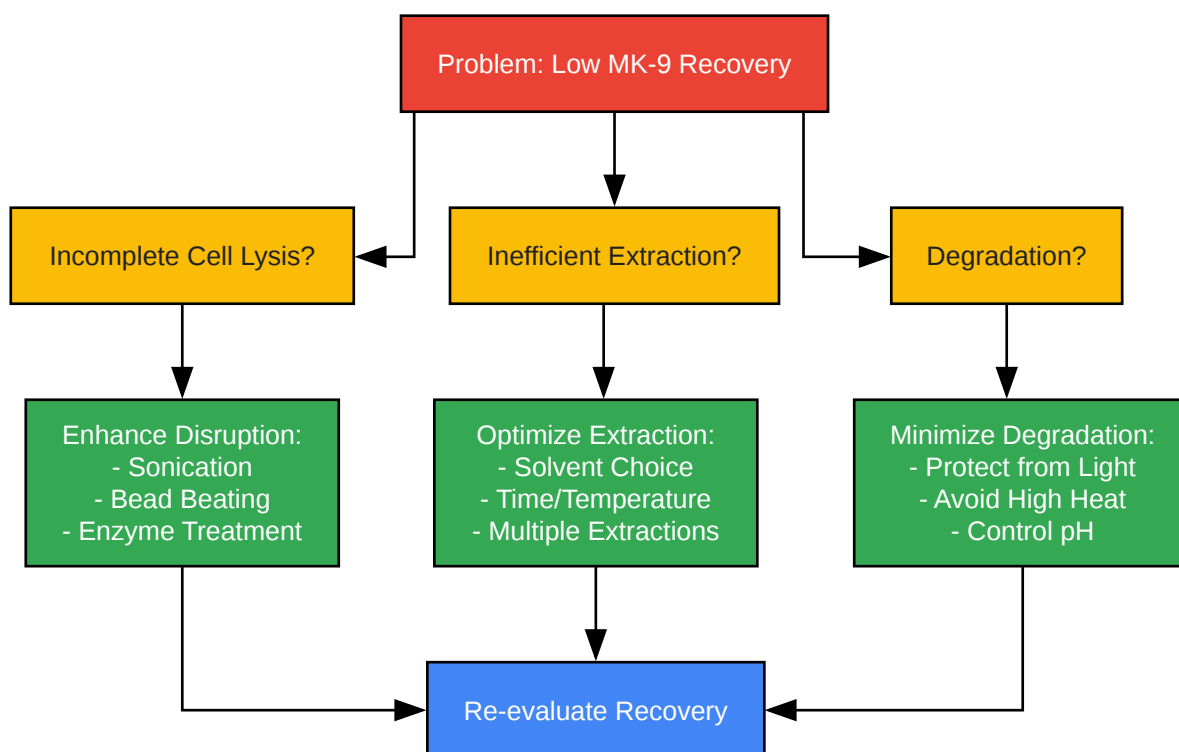 Problem: Low MK-9 Recovery
Incomplete Cell Lysis?
Inefficient Extraction?
Degradation?
Enhance Disruption:
- Sonication
- Bead Beating
- Enzyme Treatment
Optimize Extraction:
- Solvent Choice
- Time/Temperature
- Multiple Extractions
Minimize Degradation:
- Protect from Light
- Avoid High Heat
- Control pH
Re-evaluate Recovery